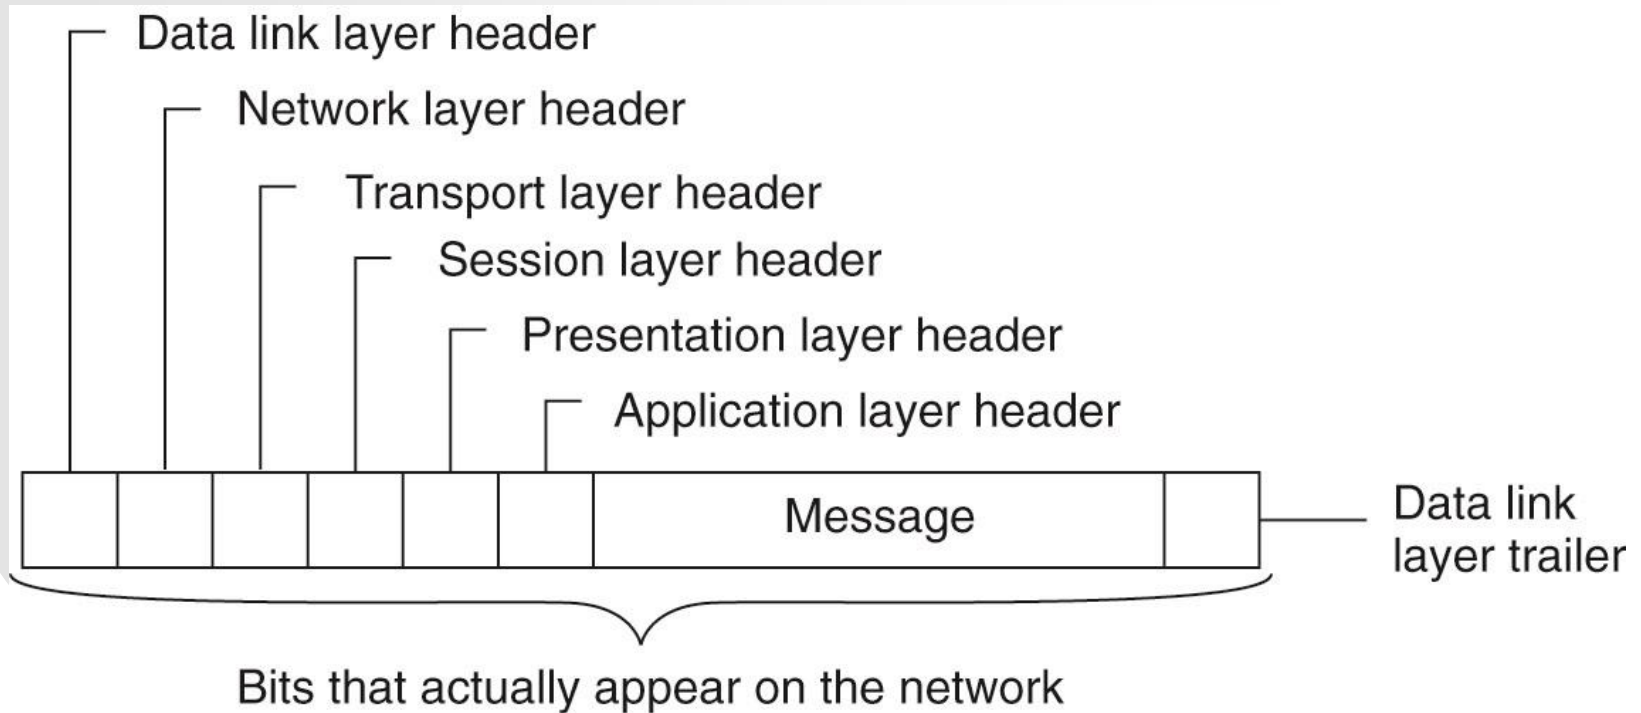 Data link layer header
Network layer header
Transport layer header
Session layer header
Presentation layer header
Application layer header
Message
Data link
layer trailer
Bits that actually appear on the network